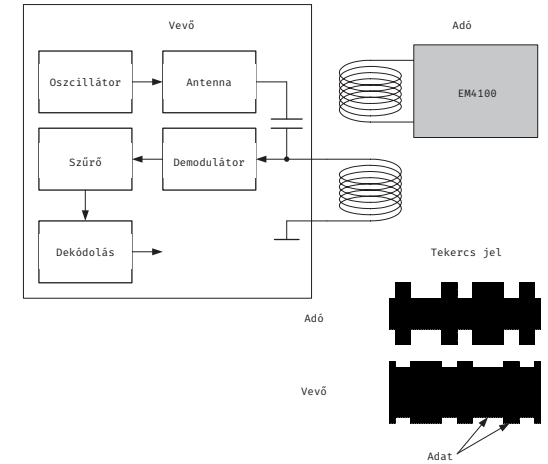 Vevő
Adó
Oszcillátor
Antenna
EM4100
Szűrő
Demodulátor
Dekódolás
Tekercs jel
Adó
Vevő
Adat